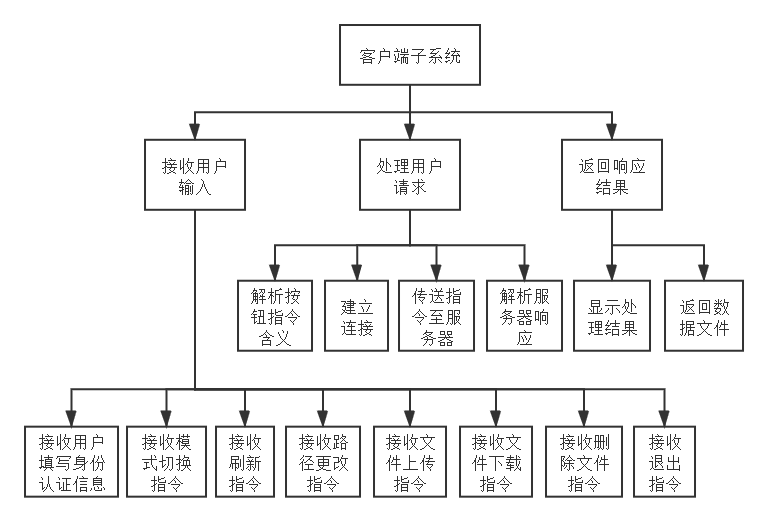 客户端子系统
接收用户
输入
处理用户
请求
返回响应
结果
解析按
钮指令
含义
建立
连接
传送指
令至服
务器
解析服
务器响
应
显示处
理结果
返回数
据文件
接收用户
填写身份
认证信息
接收模
式切换
指令
接收
刷新
指令
接收路
径更改
指令
接收文
件上传
指令
接收文
件下载
指令
接收删
除文件
指令
接收
退出
指令